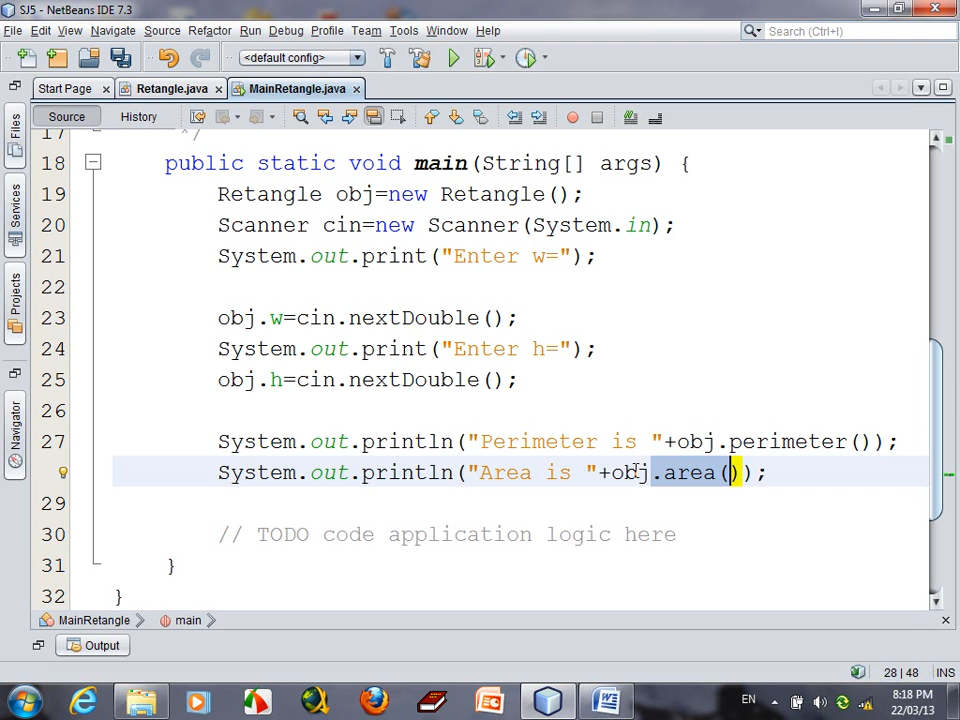 SJ5 - NetBeans IDE 7.3
File Edit View Navigate Source Refactor Run Debug Profile Team Tools Window Help
Search (Ctrl+I)
<default config>
Start Page Retangle.java MainRetangle.java
Source History
17 */
18 public static void main(String[] args) {
19 Retangle obj=new Retangle();
20 Scanner cin=new Scanner(System.in);
21 System.out.print("Enter w=");
22
23 obj.w=cin.nextDouble();
24 System.out.print("Enter h=");
25 obj.h=cin.nextDouble();
26
27 System.out.println("Perimeter is "+obj.perimeter());
System.out.println("Area is "+obj.area());
29
30 // TODO code application logic here
31 }
32 }
Files
Services
Projects
Navigator
MainRetangle main
Output
28 | 48 INS
EN
8:18 PM
22/03/13